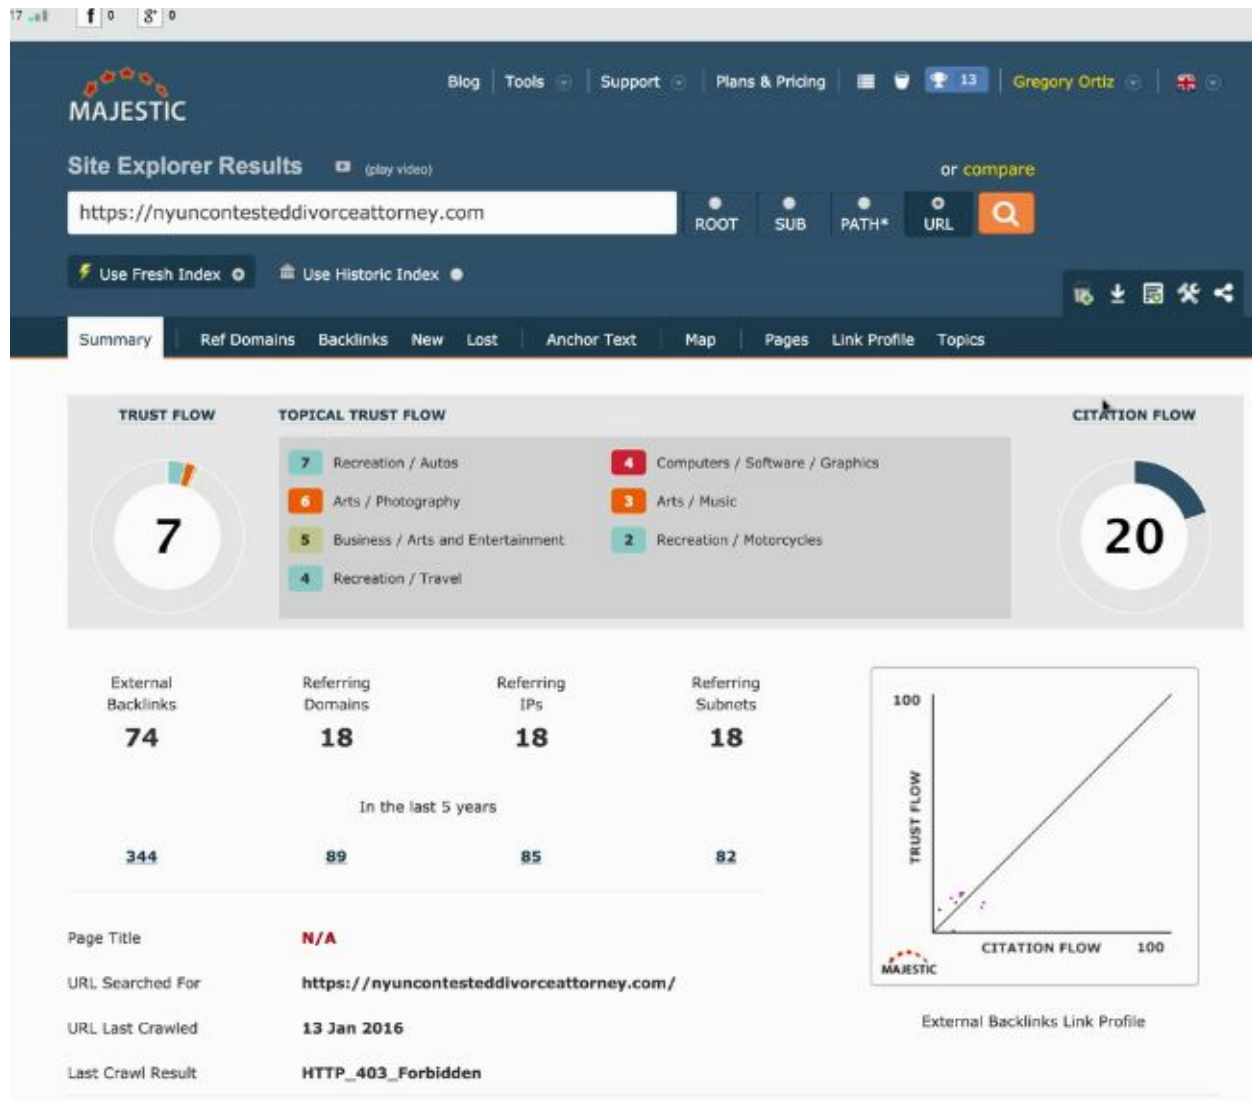 17 f 0 g+ 0
MAJESTIC
Blog Tools Support Plans & Pricing 13 Gregory Ortiz
Site Explorer Results (play video)
or compare
https://nyuncontesteddivorceattorney.com
ROOT SUB PATH* URL
Use Fresh Index Use Historic Index
Summary Ref Domains Backlinks New Lost Anchor Text Map Pages Link Profile Topics
TRUST FLOW TOPICAL TRUST FLOW CITATION FLOW
7 Recreation / Autos 4 Computers / Software / Graphics
6 Arts / Photography 3 Arts / Music
7
5 Business / Arts and Entertainment 2 Recreation / Motorcycles
20
4 Recreation / Travel
External Referring Referring Referring
Backlinks Domains IPs Subnets
74 18 18 18
In the last 5 years
344 89 85 82
100
TRUST FLOW
CITATION FLOW 100
MAJESTIC
External Backlinks Link Profile
Page Title N/A
URL Searched For https://nyuncontesteddivorceattorney.com/
URL Last Crawled 13 Jan 2016
Last Crawl Result HTTP_403_Forbidden